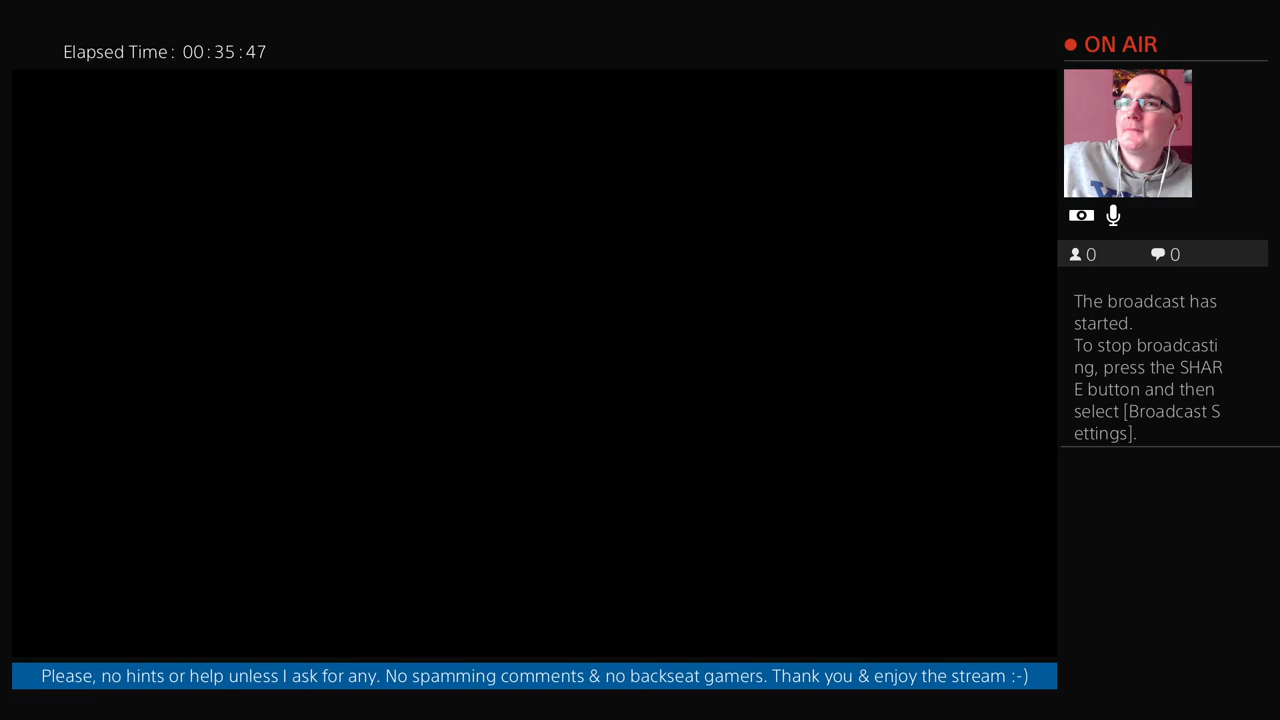 Elapsed Time: 00:35:47
ON AIR
0 0
The broadcast has
started.
To stop broadcasti
ng, press the SHAR
E button and then
select [Broadcast S
ettings].
Please, no hints or help unless I ask for any. No spamming comments & no backseat gamers. Thank you & enjoy the stream :-)